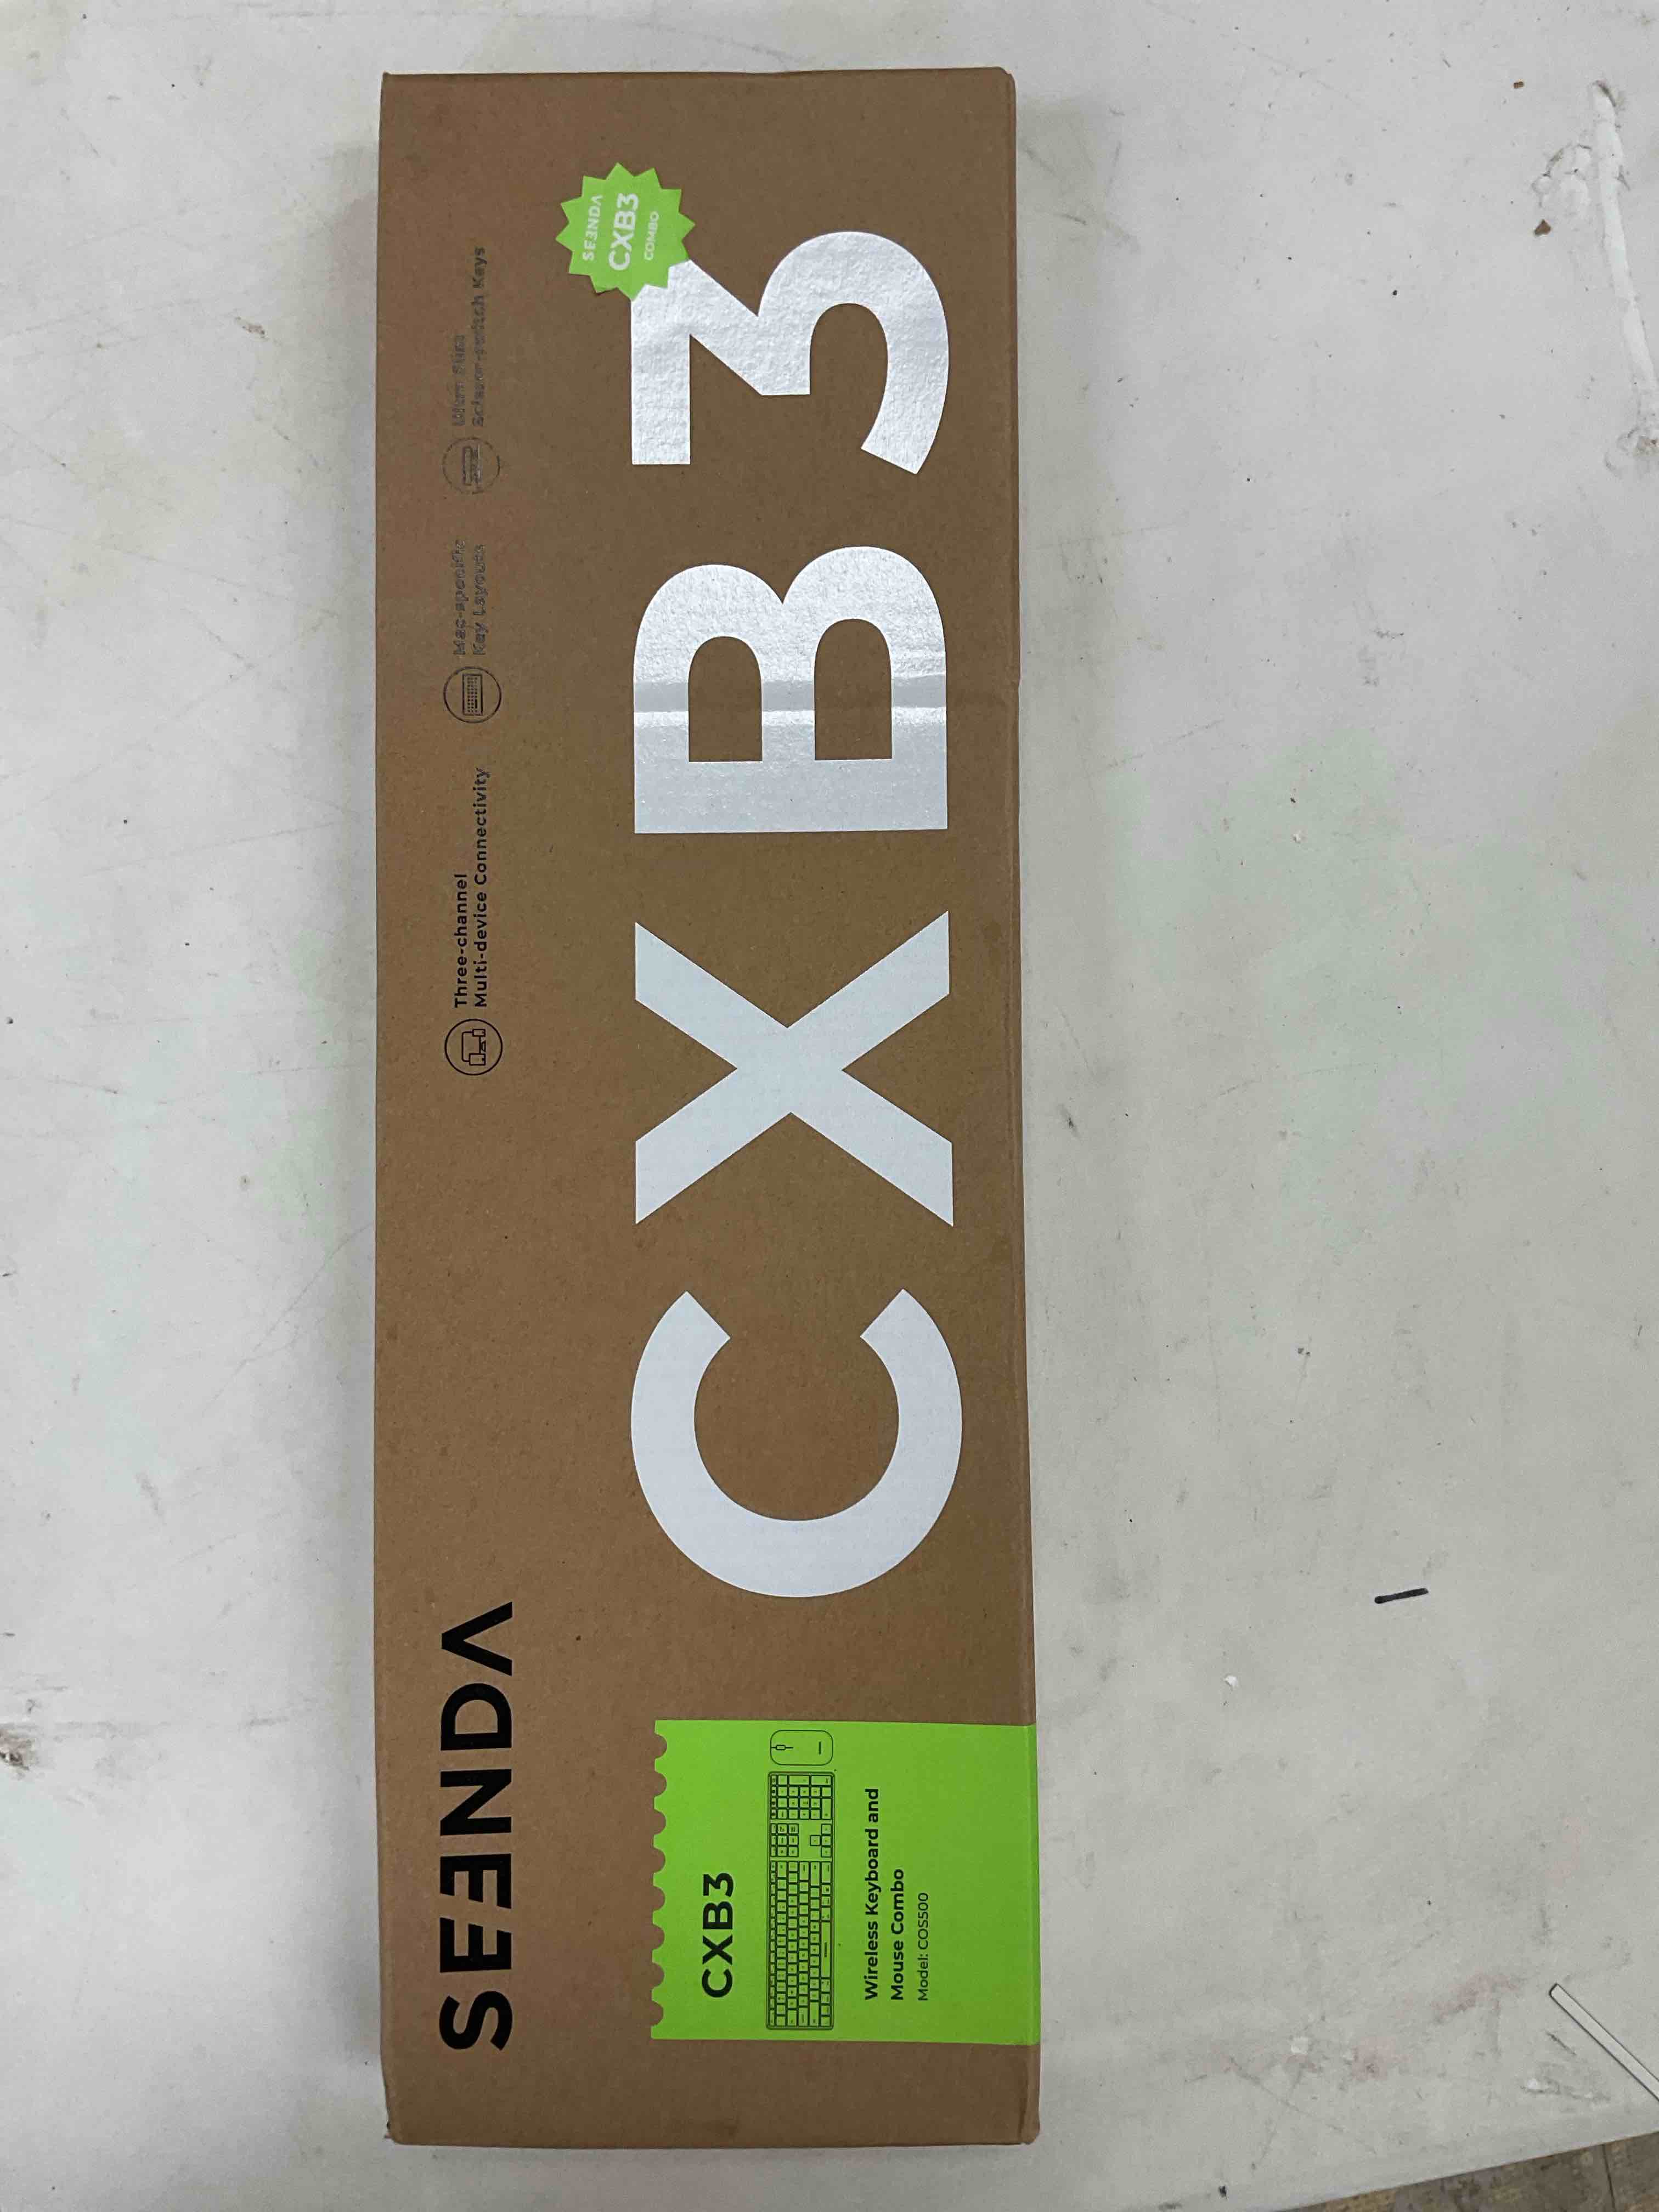 SEENDA
Three-channel
Multi-device Connectivity
Mac-specific
Key Layouts
Ultra Slim
Scissor-switch Keys
SEENDA
CXB3
COMBO
CXB3
CXB3
Wireless Keyboard and
Mouse Combo
Model: COS500